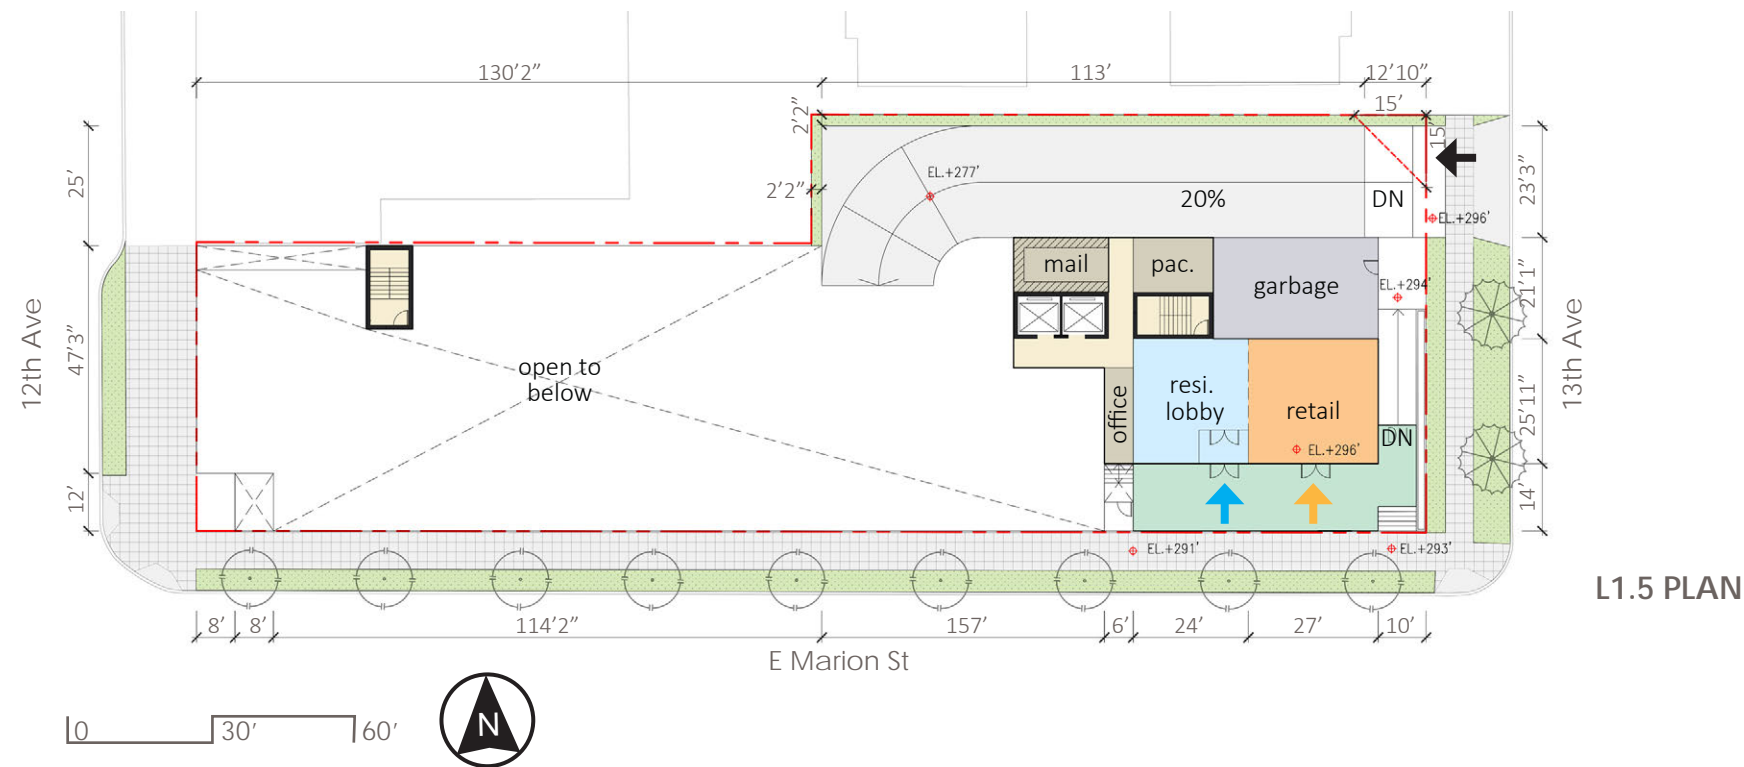 130’2”
113’
12’10”
15’
2’2”
15’
EL.+277’
25’
2’2”
20%
DN
23’3”
EL.+296’
mail
pac.
garbage
EL.+294’
21’1”
12th Ave
47’3”
open to
below
office
resi.
lobby
retail
EL.+296’
DN
25’11”
13th Ave
12’
14’
EL.+291’
EL.+293’
L1.5 PLAN
8’
8’
114’2”
157’
6’
24’
27’
10’
E Marion St
0
30’
60’
N